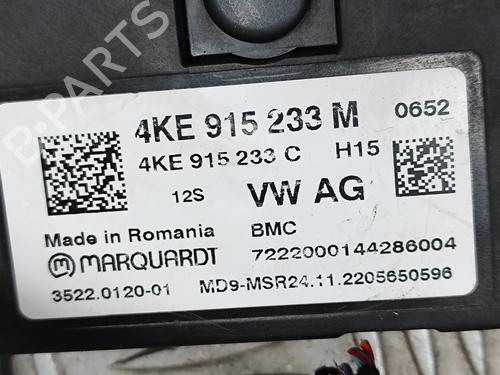 B-PARTS
4KE 915 233 M 0652
4KE 915 233 C H15
12S VW AG
Made in Romania BMC
MARQUARDT 7222000144286004
3522.0120-01 MD9-MSR24.11.2205650596